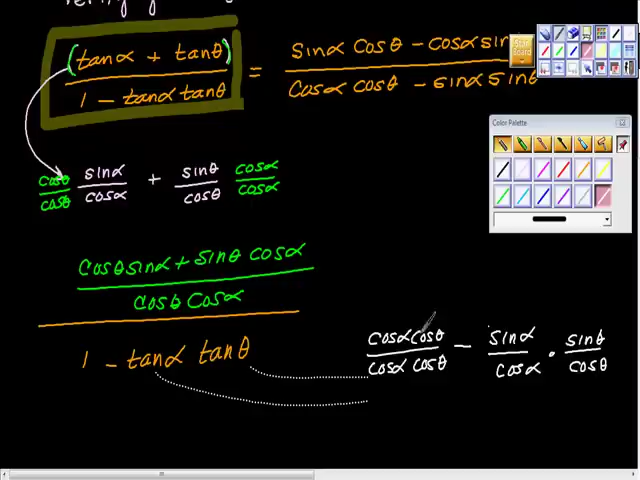 (tanα + tanθ) / 1 - tanα tanθ = sinα cosθ - cosα sin / cosα cosθ - sinα sinθ
Smart Board
Color Palette
cosθ/cosθ sinα/cosα + sinθ/cosθ cosα/cosα
cosθ sinα + sinθ cosα
cosθ cosα
1 - tanα tanθ
cosα cosθ / cosα cosθ - sinα/cosα · sinθ/cosθ